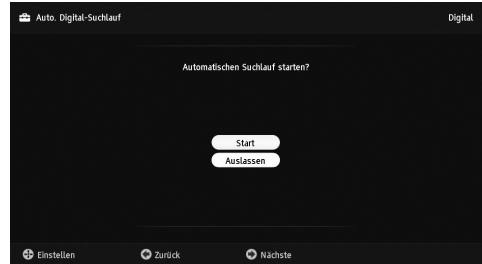 Auto. Digital-Suchlauf Digital
Automatischen Suchlauf starten?
Start
Auslassen
Einstellen Zurück Nächste